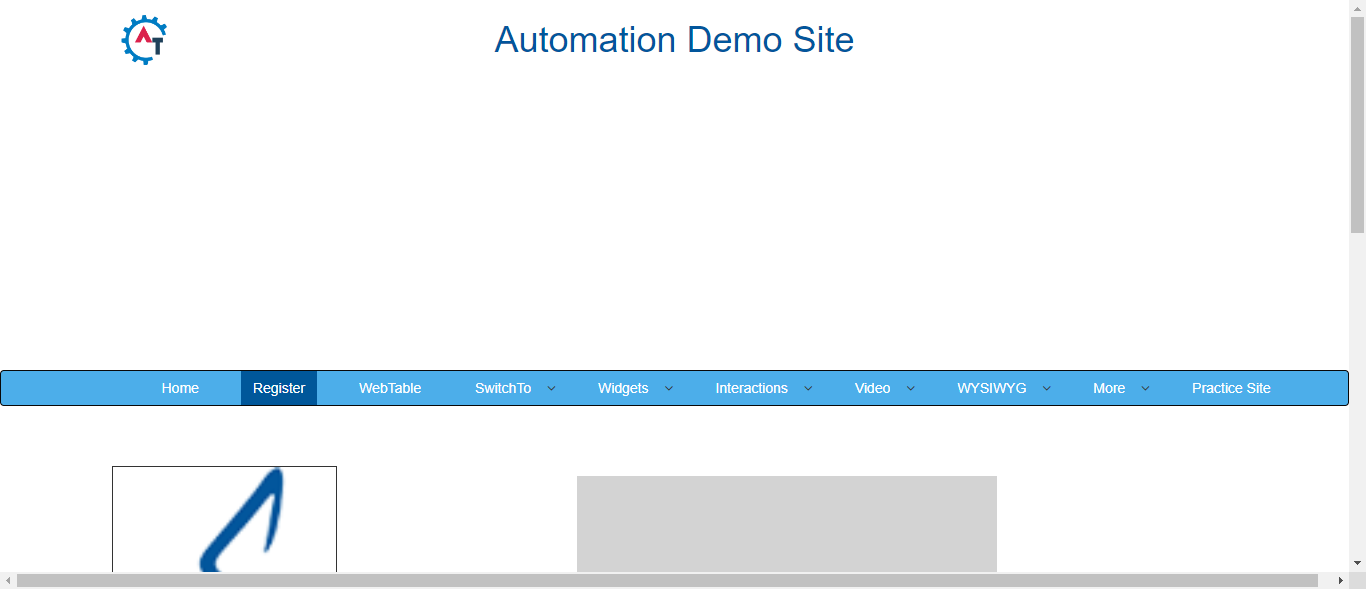 AT
Automation Demo Site
Home Register WebTable SwitchTo Widgets Interactions Video WYSIWYG More Practice Site